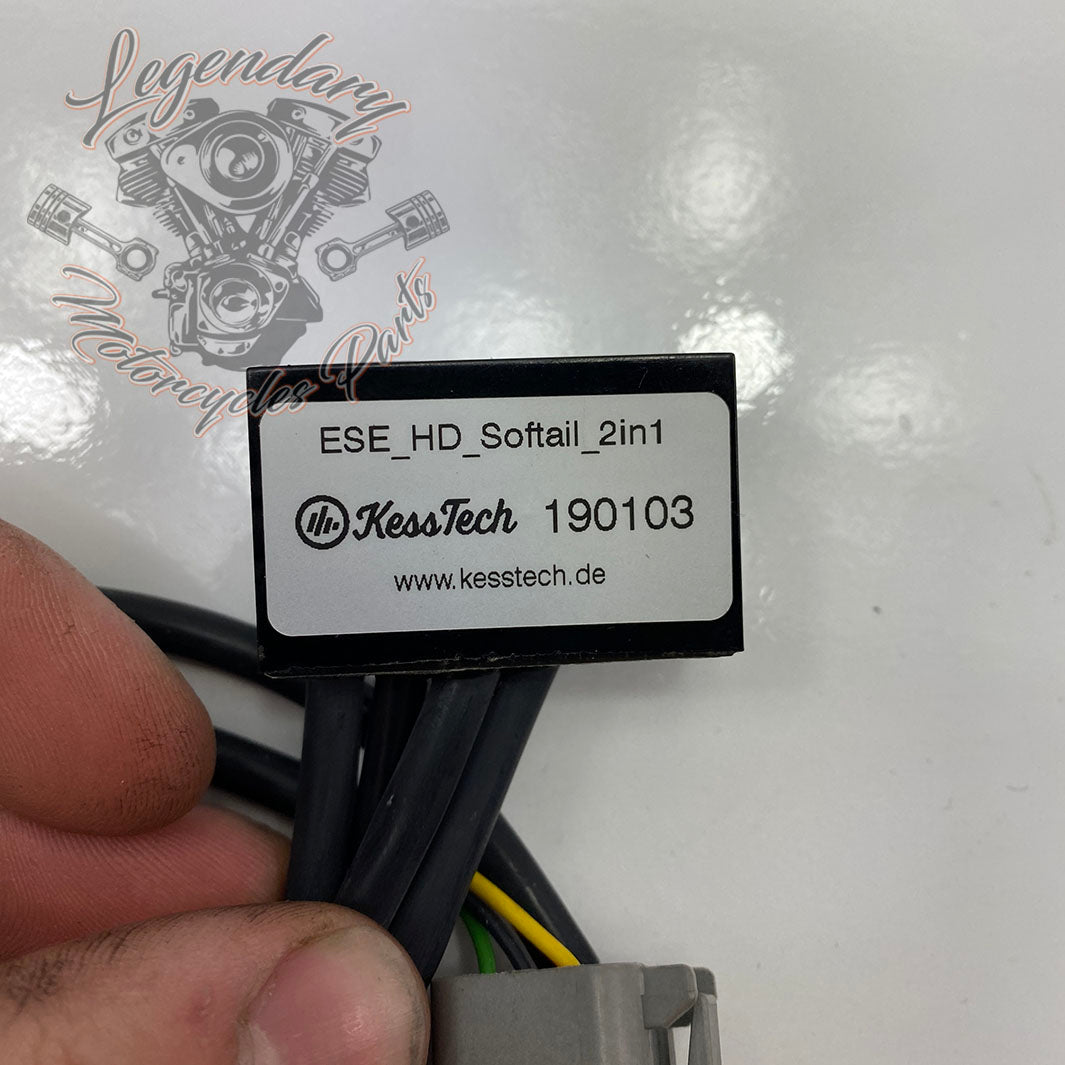 Legendary
Motorcycles Parts
ESE_HD_Softail_2in1
KessTech 190103
www.kesstech.de